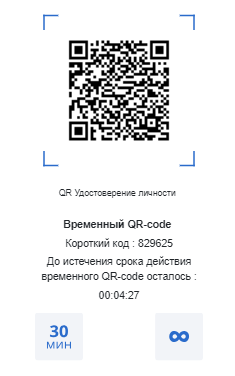 QR Удостоверение личности
Временный QR-code
Короткий код : 829625
До истечения срока действия
временного QR-code осталось :
00:04:27
30
мин
∞